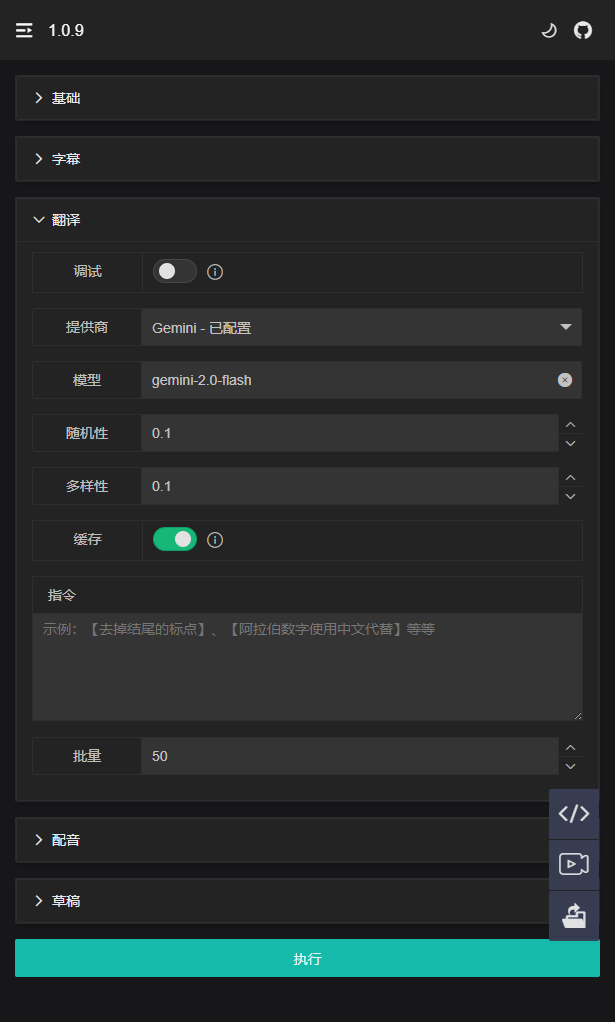 1.0.9
基础
字幕
翻译
调试
提供商 Gemini - 已配置
模型 gemini-2.0-flash
随机性 0.1
多样性 0.1
缓存
指令
示例：【去掉结尾的标点】、【阿拉伯数字使用中文代替】等等
批量 50
配音
草稿
执行